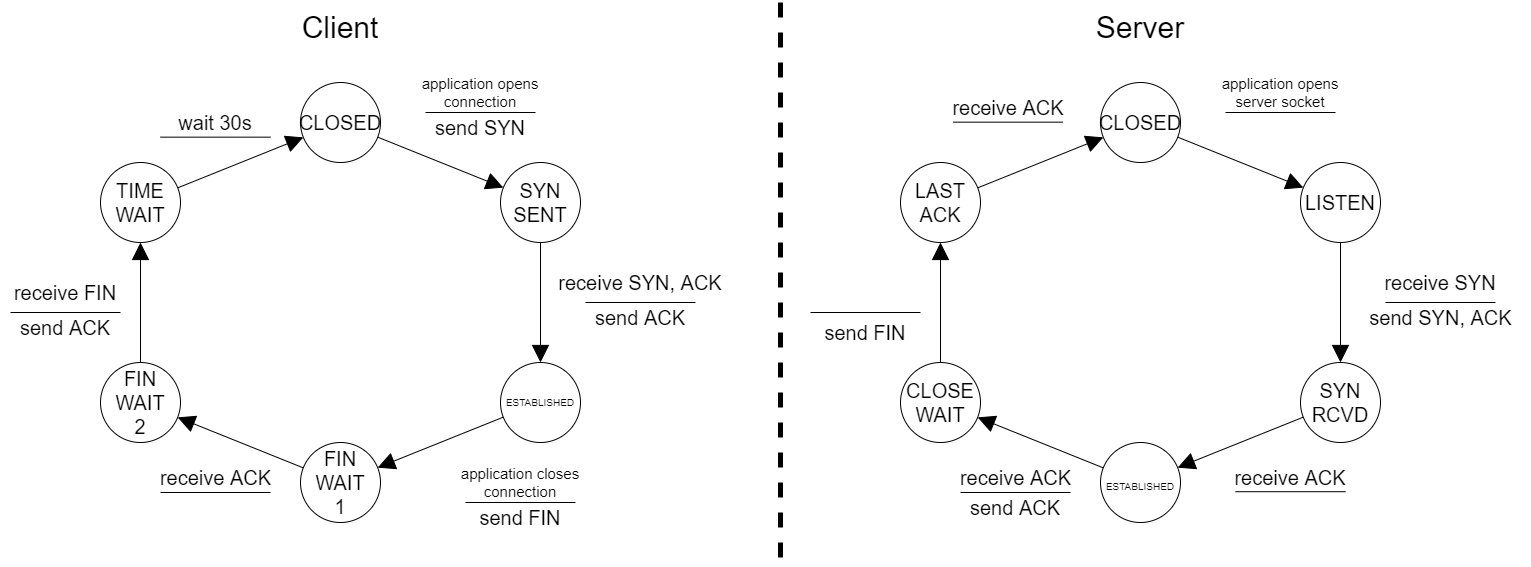 Client
application opens
connection
send SYN
wait 30s
CLOSED
TIME
WAIT
SYN
SENT
receive FIN
send ACK
receive SYN, ACK
send ACK
FIN
WAIT
2
ESTABLISHED
receive ACK
FIN
WAIT
1
application closes
connection
send FIN
Server
receive ACK
CLOSED
application opens
server socket
LAST
ACK
LISTEN
send FIN
receive SYN
send SYN, ACK
CLOSE
WAIT
SYN
RCVD
receive ACK
send ACK
ESTABLISHED
receive ACK